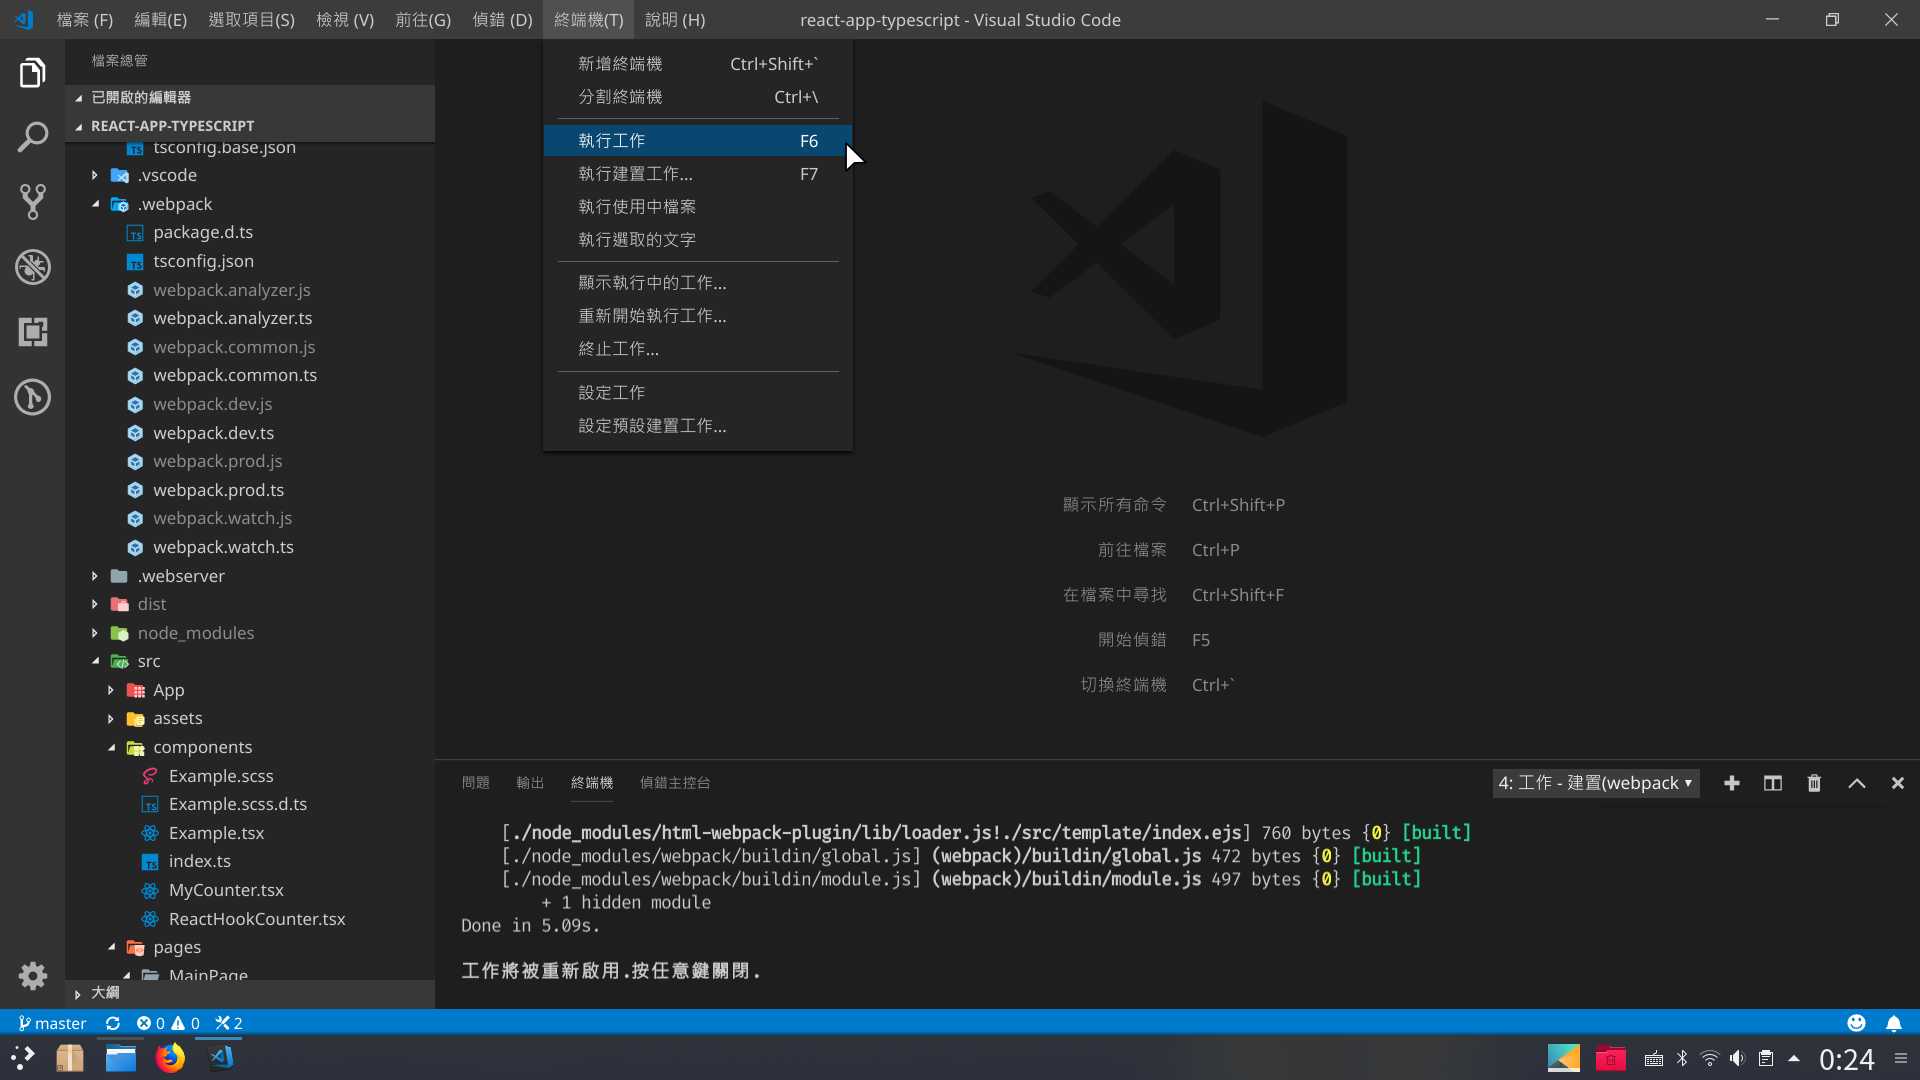 檔案 (F) 編輯(E) 選取項目(S) 檢視 (V) 前往(G) 偵錯 (D) 終端機(T) 說明 (H) react-app-typescript - Visual Studio Code
檔案總管
已開啟的編輯器
REACT-APP-TYPESCRIPT
tsconfig.base.json
.vscode
.webpack
package.d.ts
tsconfig.json
webpack.analyzer.js
webpack.analyzer.ts
webpack.common.js
webpack.common.ts
webpack.dev.js
webpack.dev.ts
webpack.prod.js
webpack.prod.ts
webpack.watch.js
webpack.watch.ts
.webserver
dist
node_modules
src
App
assets
components
Example.scss
Example.scss.d.ts
Example.tsx
index.ts
MyCounter.tsx
ReactHookCounter.tsx
pages
MainPage
大綱
新增終端機 Ctrl+Shift+`
分割終端機 Ctrl+\
執行工作 F6
執行建置工作... F7
執行使用中檔案
執行選取的文字
顯示執行中的工作...
重新開始執行工作...
終止工作...
設定工作
設定預設建置工作...
顯示所有命令 Ctrl+Shift+P
前往檔案 Ctrl+P
在檔案中尋找 Ctrl+Shift+F
開始偵錯 F5
切換終端機 Ctrl+`
問題 輸出 終端機 偵錯主控台 4: 工作 - 建置(webpack
[./node_modules/html-webpack-plugin/lib/loader.js!./src/template/index.ejs] 760 bytes {0} [built]
[./node_modules/webpack/buildin/global.js] (webpack)/buildin/global.js 472 bytes {0} [built]
[./node_modules/webpack/buildin/module.js] (webpack)/buildin/module.js 497 bytes {0} [built]
+ 1 hidden module
Done in 5.09s.
工作將被重新啟用.按任意鍵關閉.
master 0 0 2
0:24